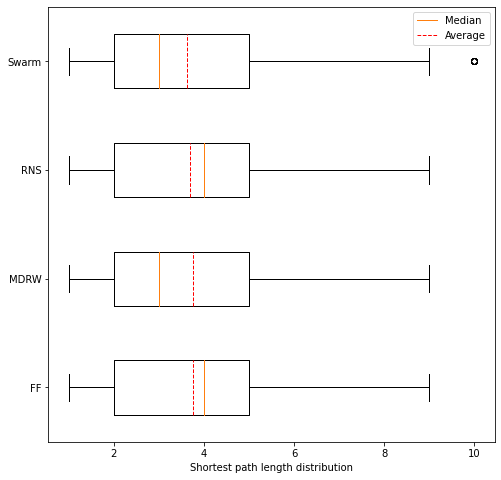 Median
Average
Swarm
RNS
MDRW
FF
2
4
6
8
10
Shortest path length distribution